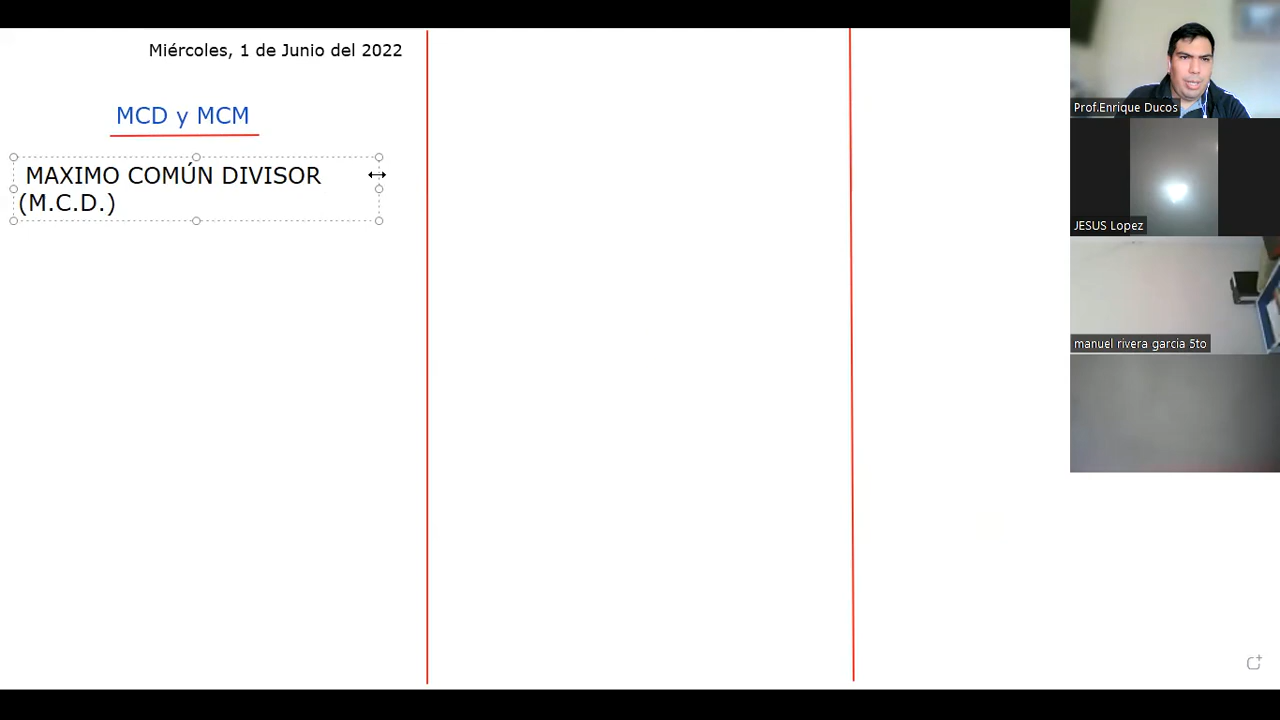 Miércoles, 1 de Junio del 2022
MCD y MCM
MAXIMO COMÚN DIVISOR
(M.C.D.)
Prof.Enrique Ducos
JESUS Lopez
manuel rivera garcia 5to